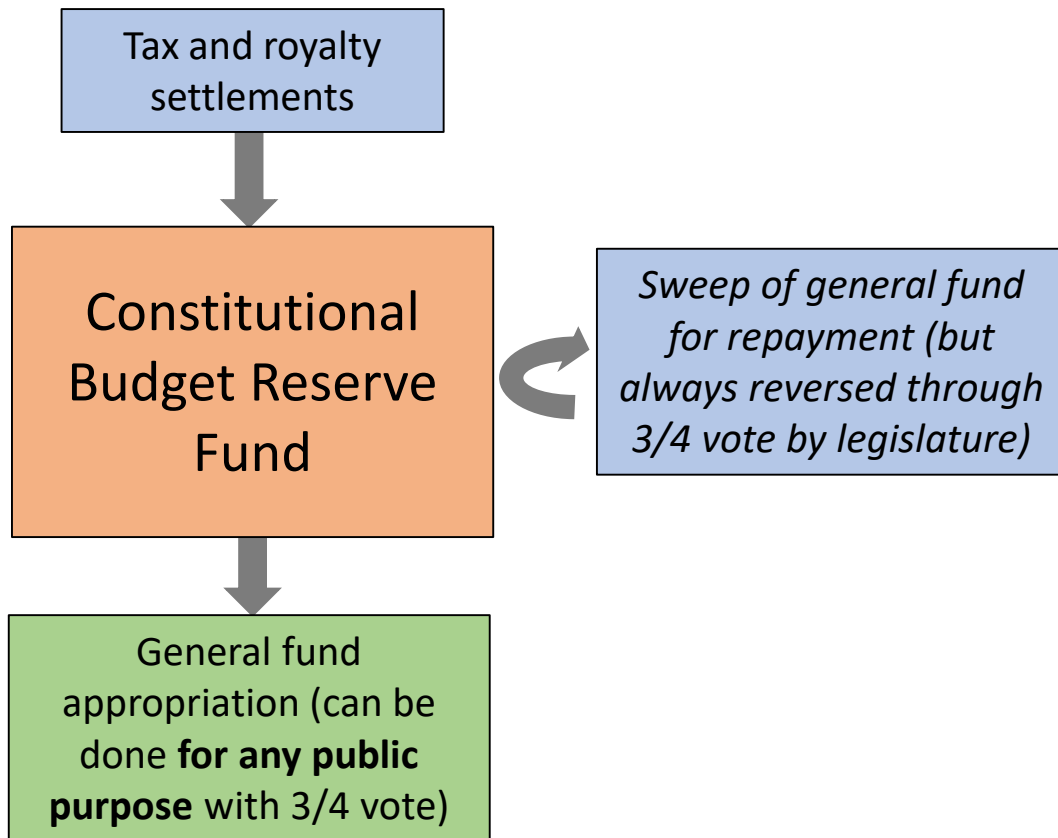 Tax and royalty
settlements
Constitutional
Budget Reserve
Fund
Sweep of general fund
for repayment (but
always reversed through
3/4 vote by legislature)
General fund
appropriation (can be
done for any public
purpose with 3/4 vote)